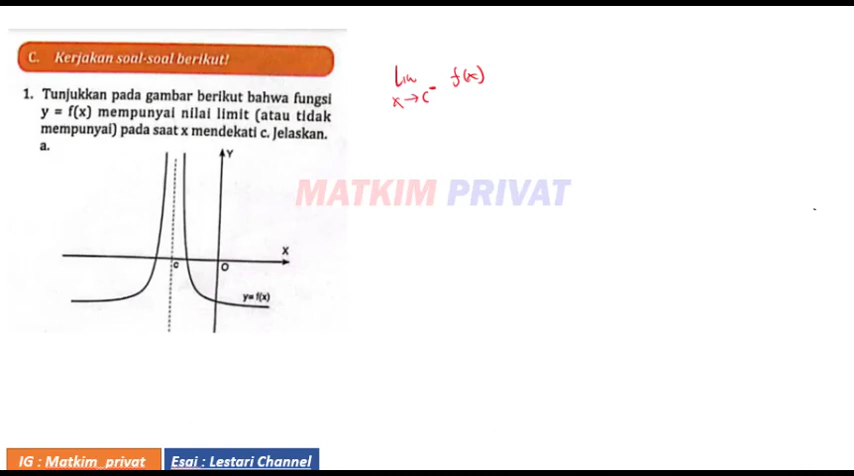 C. Kerjakan soal-soal berikut!
1. Tunjukkan pada gambar berikut bahwa fungsi
y = f(x) mempunyai nilai limit (atau tidak
mempunyai) pada saat x mendekati c. Jelaskan.
a.
Y
X
c
O
y= f(x)
Lim f(x)
x→c⁻
MATKIM PRIVAT
IG : Matkim_privat
Esai : Lestari Channel